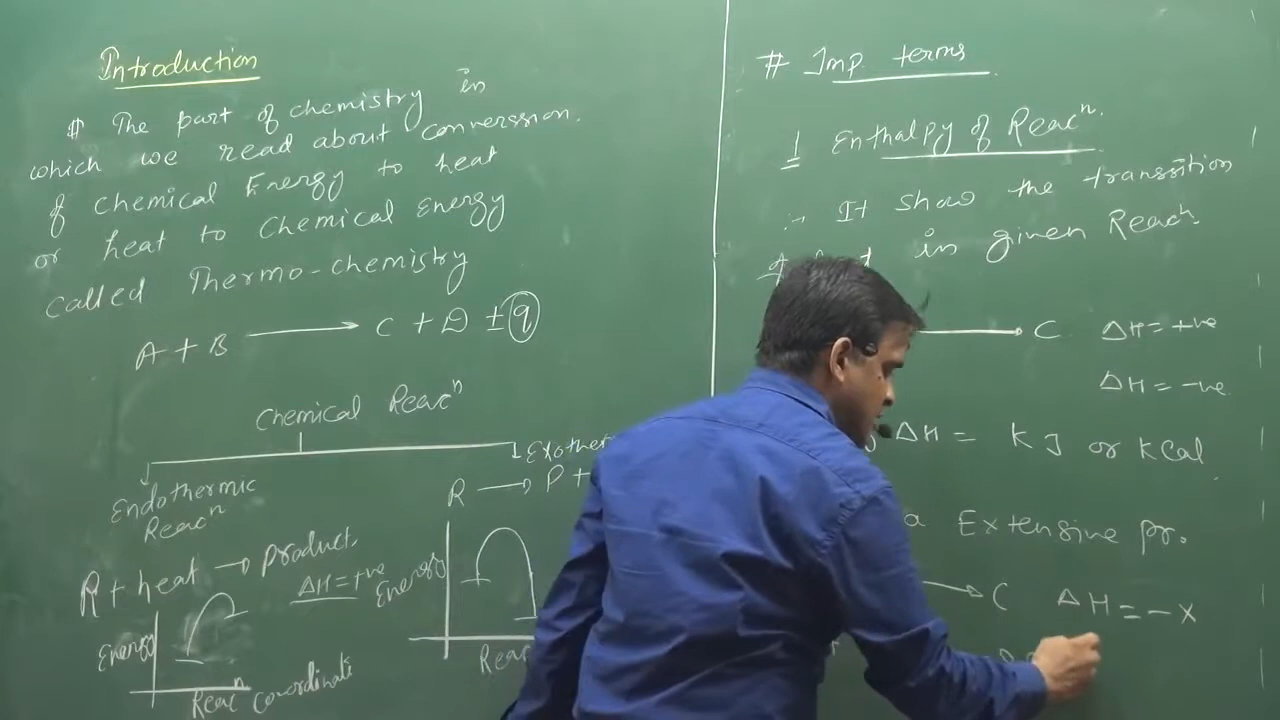 Introduction
# The part of chemistry in
which we read about conversion.
of chemical Energy to heat
or heat to chemical energy
called Thermo-chemistry
A + B ⟶ C + D ± q
Chemical Reacⁿ
Endothermic
Reacⁿ
R + heat → product.
ΔH = +ve
Energy
Reacⁿ coordinate
R → P +
Energy
# Imp. terms
1 Enthalpy of Reacⁿ.
:- It show the transition
in given Reacⁿ.
⟶ C ΔH = +ve
ΔH = -ve
ΔH = KJ or KCal
a Extensive pr.
⟶ C ΔH = -x